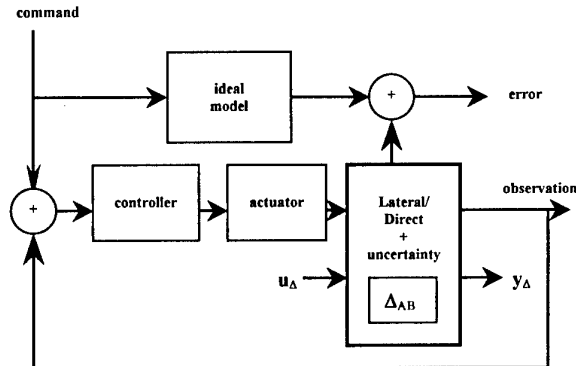 command
ideal
model
+
error
+
controller
actuator
Lateral/
Direct
+
uncertainty
observation
u_Δ
Δ_AB
y_Δ